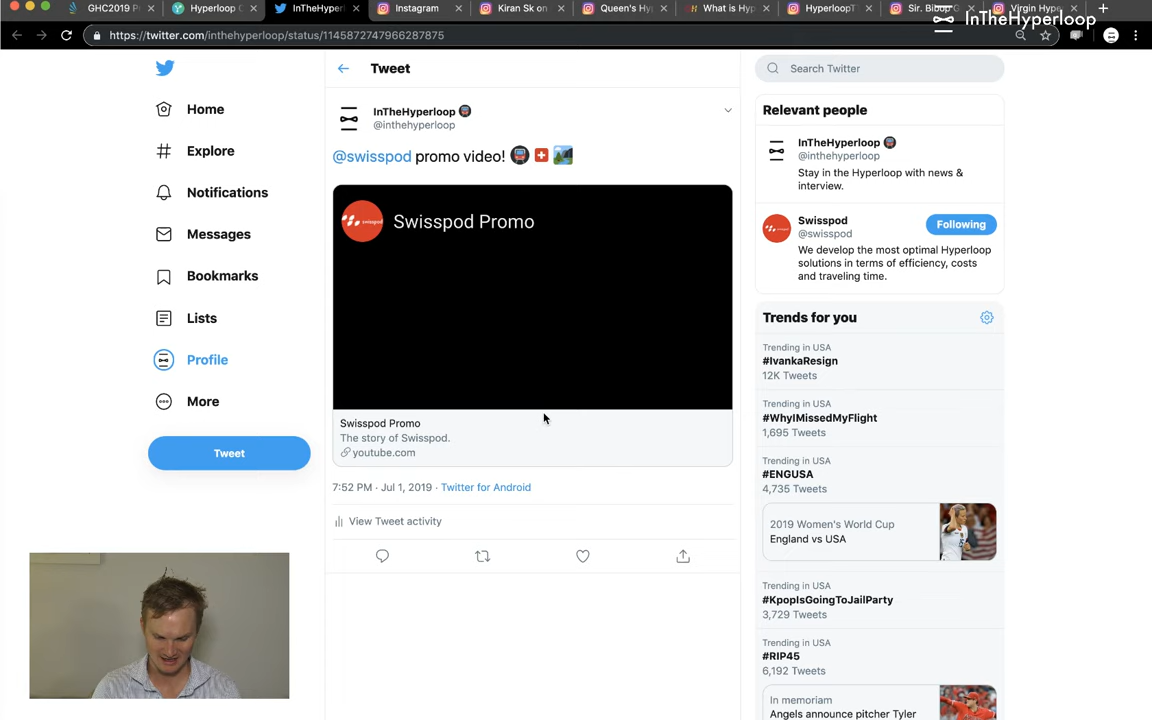 GHC2019 P
Hyperloop C
InTheHyperl
Instagram
Kiran Sk on
Queen's Hy
What is Hyp
HyperloopT
Sir. Bishop G
Virgin Hype
InTheHyperloop
https://twitter.com/inthehyperloop/status/1145872747966287875
Home
Explore
Notifications
Messages
Bookmarks
Lists
Profile
More
Tweet
Tweet
InTheHyperloop
@inthehyperloop
@swisspod promo video!
swisspod
Swisspod Promo
Swisspod Promo
The story of Swisspod.
youtube.com
7:52 PM · Jul 1, 2019 · Twitter for Android
View Tweet activity
Search Twitter
Relevant people
InTheHyperloop
@inthehyperloop
Stay in the Hyperloop with news &
interview.
Swisspod
@swisspod
Following
We develop the most optimal Hyperloop
solutions in terms of efficiency, costs
and traveling time.
Trends for you
Trending in USA
#IvankaResign
12K Tweets
Trending in USA
#WhyIMissedMyFlight
1,695 Tweets
Trending in USA
#ENGUSA
4,735 Tweets
2019 Women's World Cup
England vs USA
Trending in USA
#KpopIsGoingToJailParty
3,729 Tweets
Trending in USA
#RIP45
6,192 Tweets
In memoriam
Angels announce pitcher Tyler